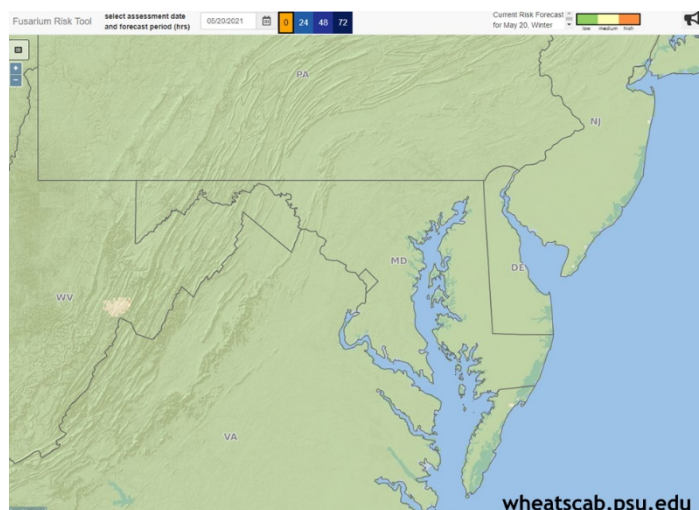 Fusarium Risk Tool
select assessment date
and forecast period (hrs)
05/20/2021
0 24 48 72
Current Risk Forecast
for May 20, Winter
low medium high
PA
NJ
MD
DE
WV
VA
wheatscab.psu.edu